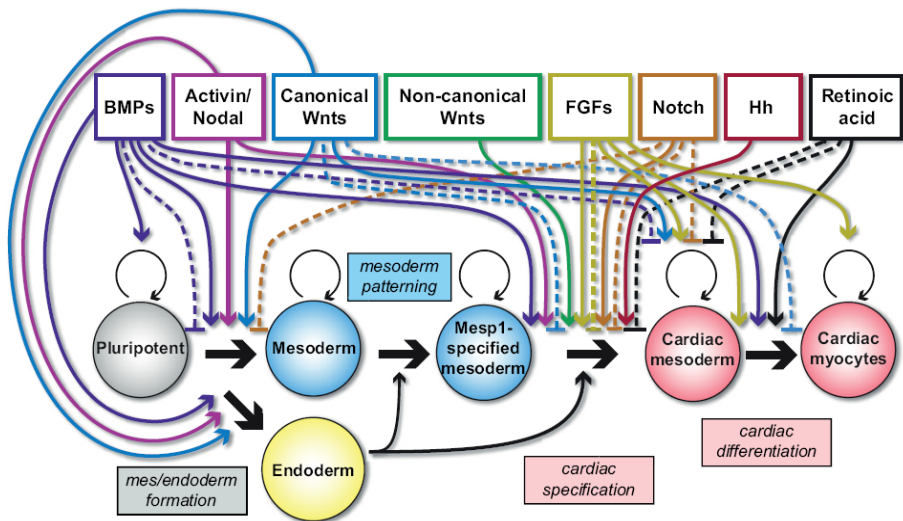 BMPs
Activin/
Nodal
Canonical
Wnts
Non-canonical
Wnts
FGFs
Notch
Hh
Retinoic
acid
mesoderm
patterning
Pluripotent
Mesoderm
Mesp1-
specified
mesoderm
Cardiac
mesoderm
Cardiac
myocytes
Endoderm
mes/endoderm
formation
cardiac
specification
cardiac
differentiation